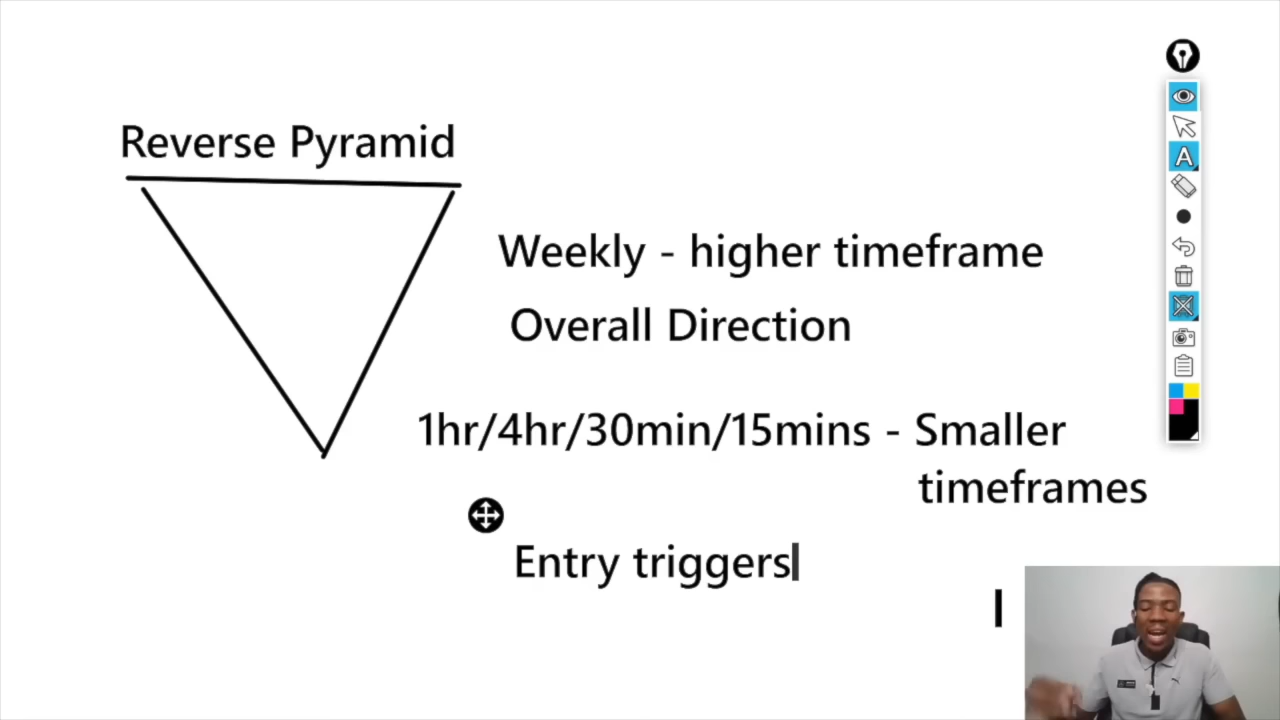 Reverse Pyramid
Weekly - higher timeframe
Overall Direction
1hr/4hr/30min/15mins - Smaller
timeframes
Entry triggers
A